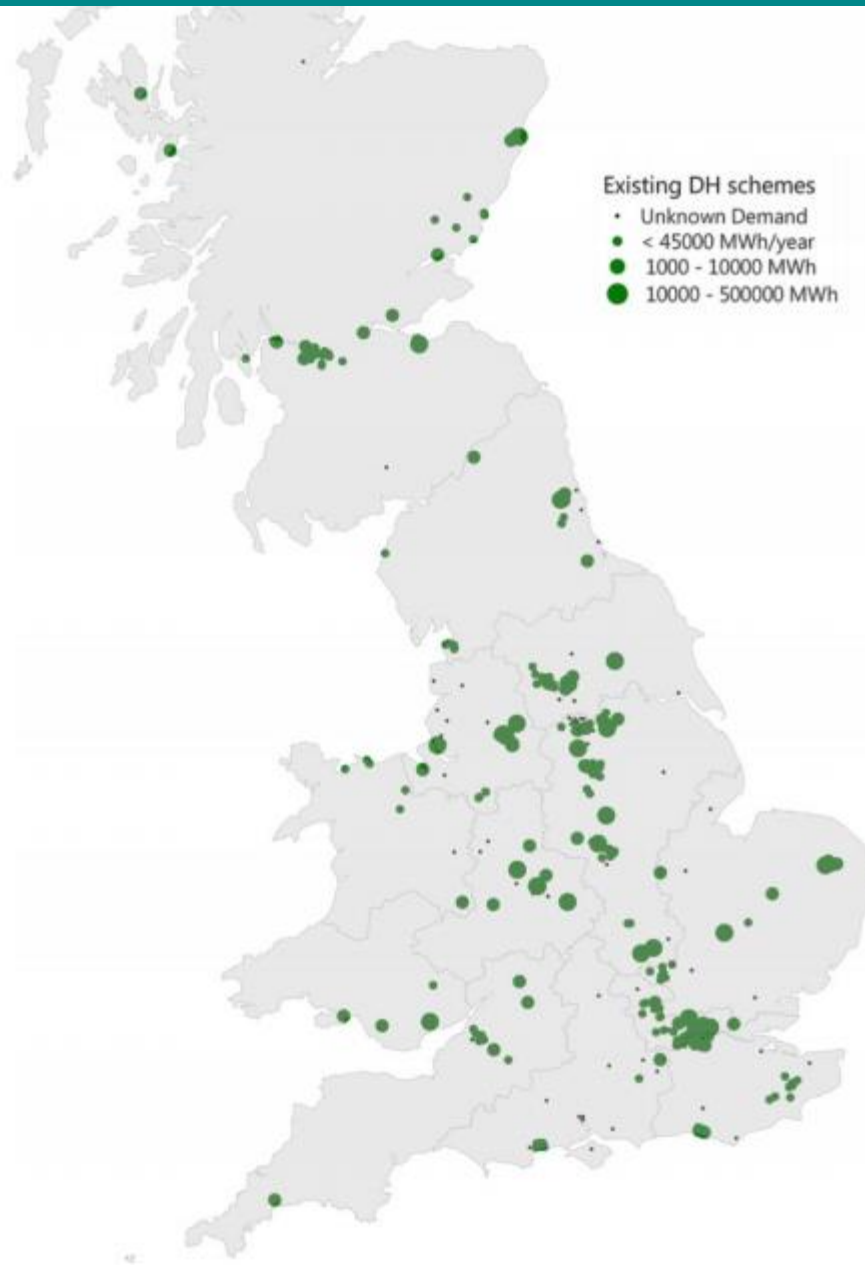 Existing DH schemes
Unknown Demand
< 45000 MWh/year
1000 - 10000 MWh
10000 - 500000 MWh